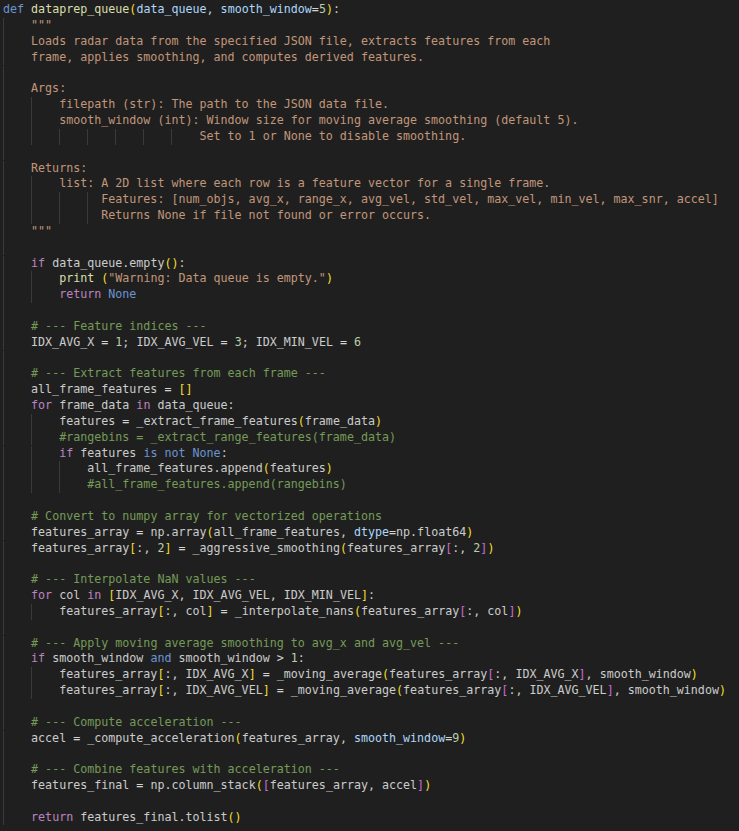 def dataprep_queue(data_queue, smooth_window=5):
    """
    Loads radar data from the specified JSON file, extracts features from each
    frame, applies smoothing, and computes derived features.

    Args:
        filepath (str): The path to the JSON data file.
        smooth_window (int): Window size for moving average smoothing (default 5).
                            Set to 1 or None to disable smoothing.

    Returns:
        list: A 2D list where each row is a feature vector for a single frame.
              Features: [num_objs, avg_x, range_x, avg_vel, std_vel, max_vel, min_vel, max_snr, accel]
              Returns None if file not found or error occurs.
    """

    if data_queue.empty():
        print ("Warning: Data queue is empty.")
        return None

    # --- Feature indices ---
    IDX_AVG_X = 1; IDX_AVG_VEL = 3; IDX_MIN_VEL = 6

    # --- Extract features from each frame ---
    all_frame_features = []
    for frame_data in data_queue:
        features = _extract_frame_features(frame_data)
        #rangebins = _extract_range_features(frame_data)
        if features is not None:
            all_frame_features.append(features)
            #all_frame_features.append(rangebins)

    # Convert to numpy array for vectorized operations
    features_array = np.array(all_frame_features, dtype=np.float64)
    features_array[:, 2] = _aggressive_smoothing(features_array[:, 2])

    # --- Interpolate NaN values ---
    for col in [IDX_AVG_X, IDX_AVG_VEL, IDX_MIN_VEL]:
        features_array[:, col] = _interpolate_nans(features_array[:, col])

    # --- Apply moving average smoothing to avg_x and avg_vel ---
    if smooth_window and smooth_window > 1:
        features_array[:, IDX_AVG_X] = _moving_average(features_array[:, IDX_AVG_X], smooth_window)
        features_array[:, IDX_AVG_VEL] = _moving_average(features_array[:, IDX_AVG_VEL], smooth_window)

    # --- Compute acceleration ---
    accel = _compute_acceleration(features_array, smooth_window=9)

    # --- Combine features with acceleration ---
    features_final = np.column_stack([features_array, accel])

    return features_final.tolist()